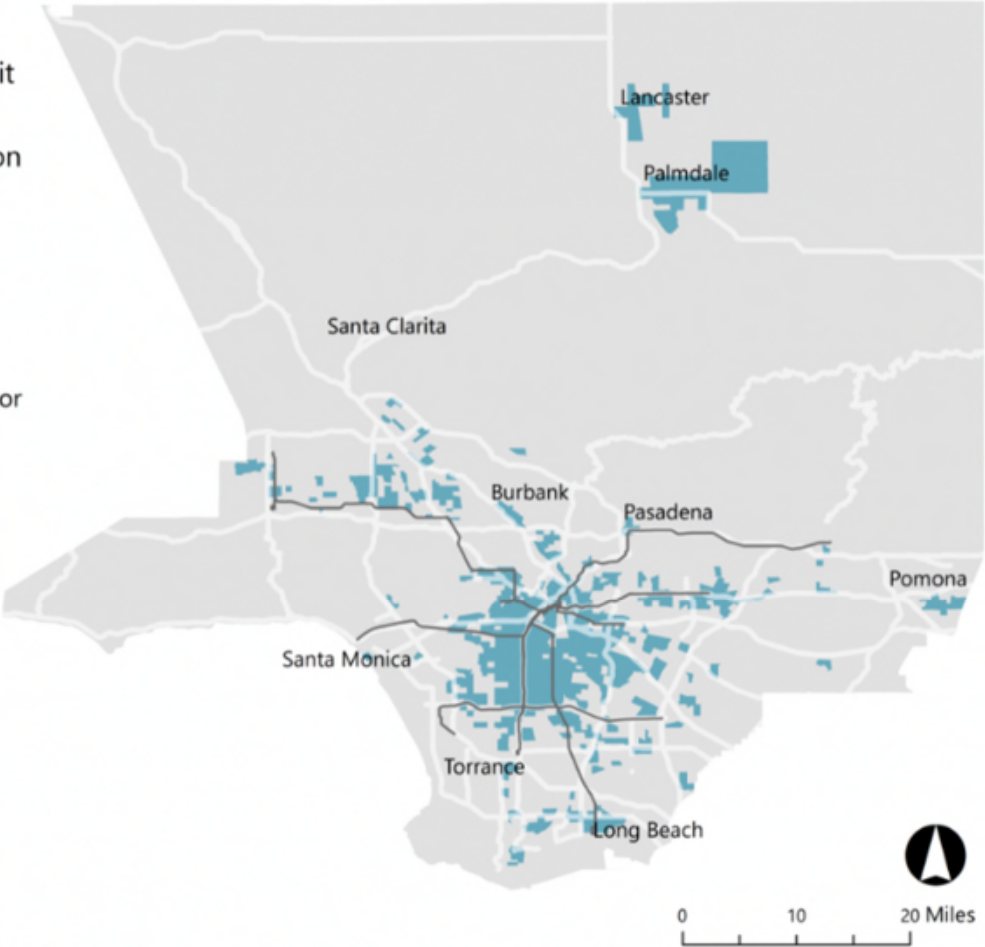 it
on
or
Lancaster
Palmdale
Santa Clarita
Burbank
Pasadena
Pomona
Santa Monica
Torrance
Long Beach
0 10 20 Miles